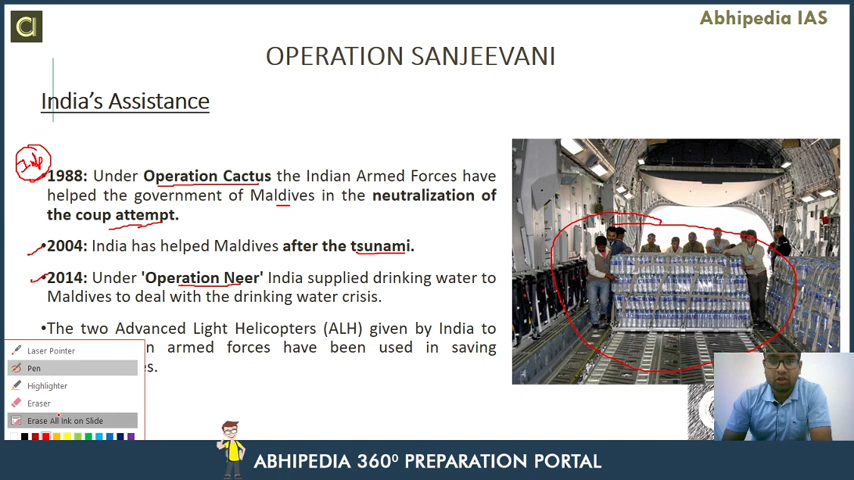 Abhipedia IAS
OPERATION SANJEEVANI
India's Assistance
Imp
•1988: Under Operation Cactus the Indian Armed Forces have
helped the government of Maldives in the neutralization of
the coup attempt.
•2004: India has helped Maldives after the tsunami.
•2014: Under 'Operation Neer' India supplied drinking water to
Maldives to deal with the drinking water crisis.
•The two Advanced Light Helicopters (ALH) given by India to
armed forces have been used in saving
Laser Pointer
Pen
Highlighter
Eraser
Erase All Ink on Slide
ABHIPEDIA 360⁰ PREPARATION PORTAL